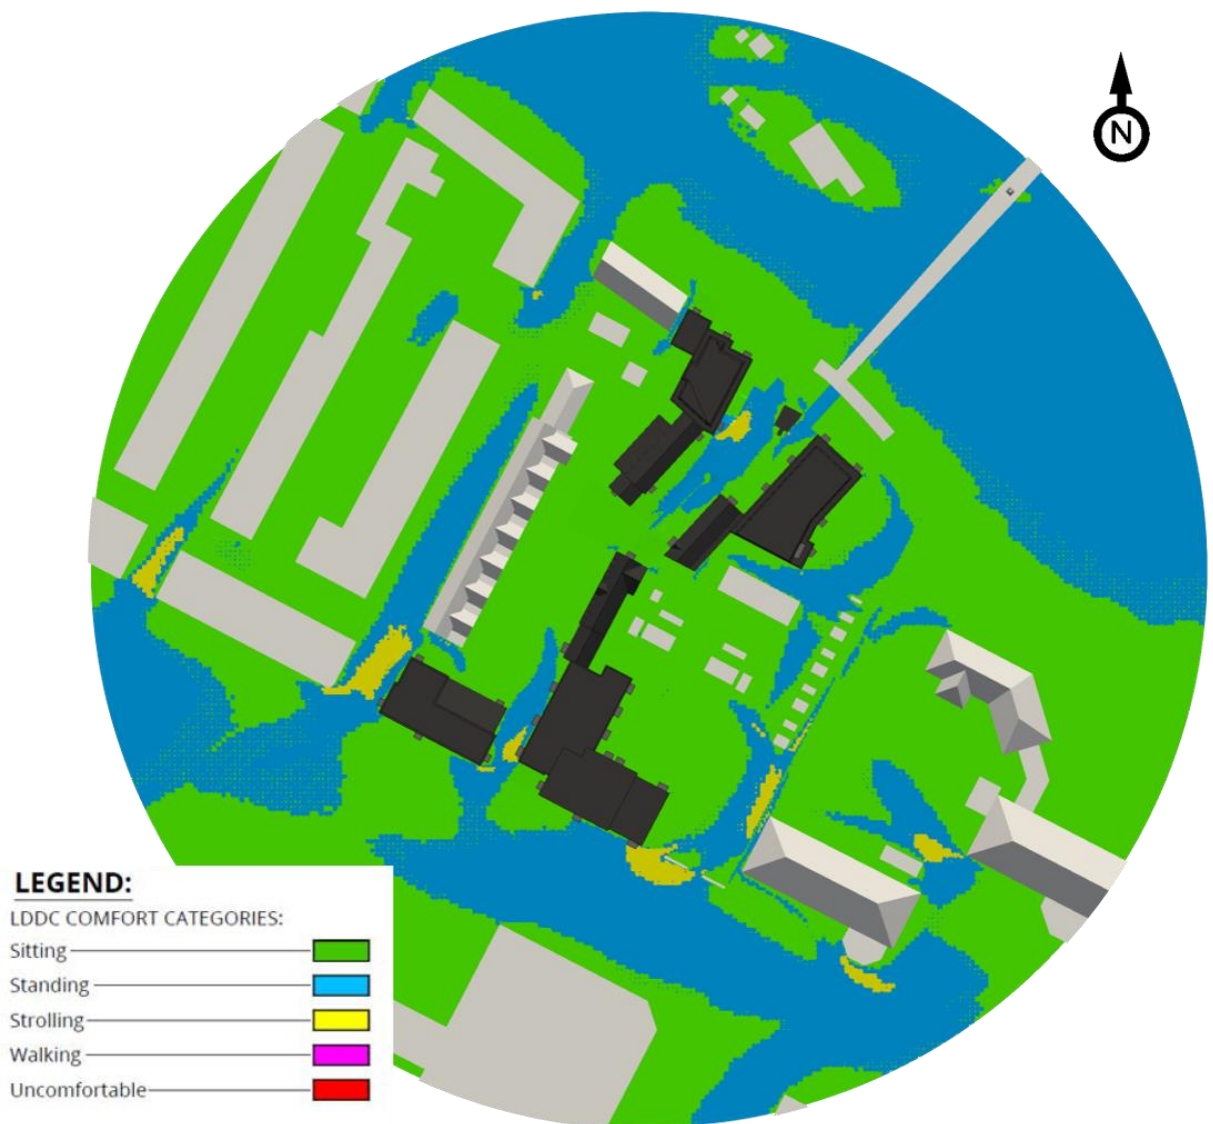 N
LEGEND:
LDDC COMFORT CATEGORIES:
Sitting
Standing
Strolling
Walking
Uncomfortable